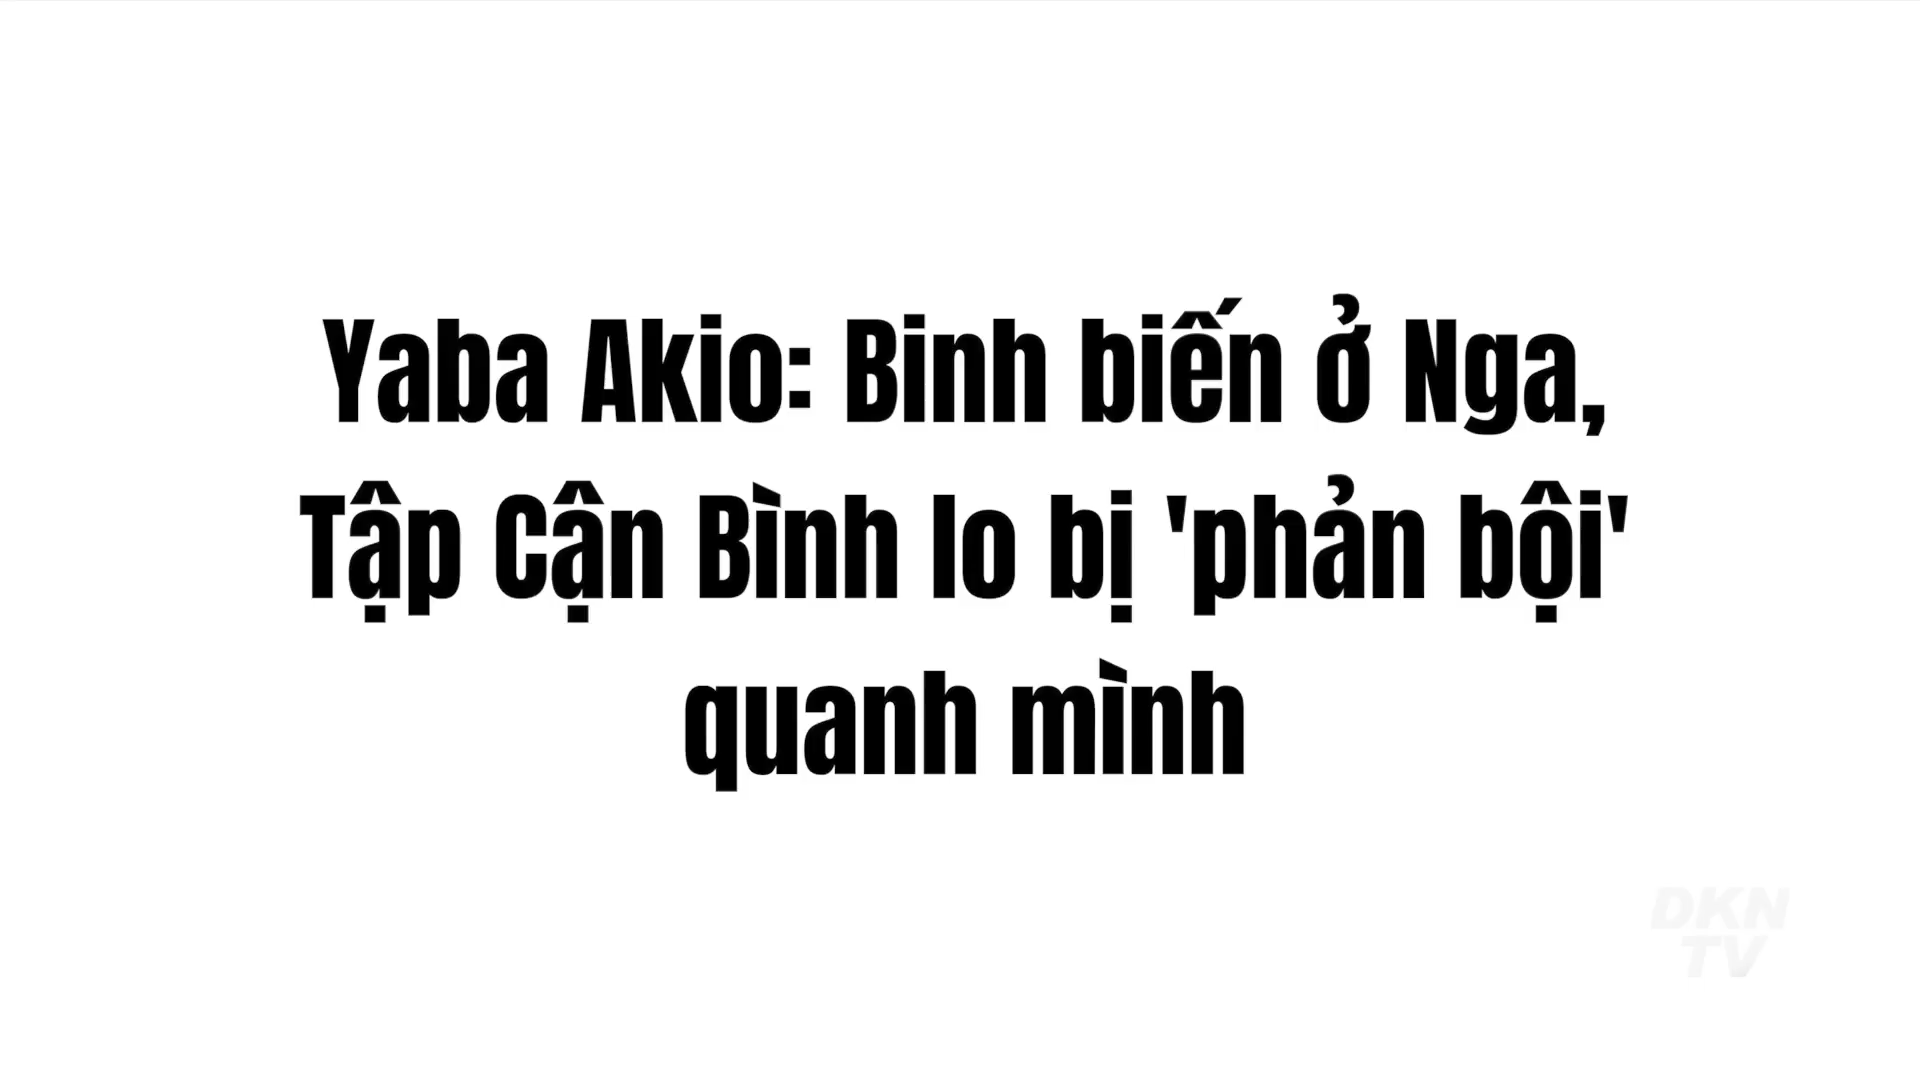 Yaba Akio: Binh biến ở Nga,
Tập Cận Bình lo bị 'phản bội'
quanh mình
DKN
TV